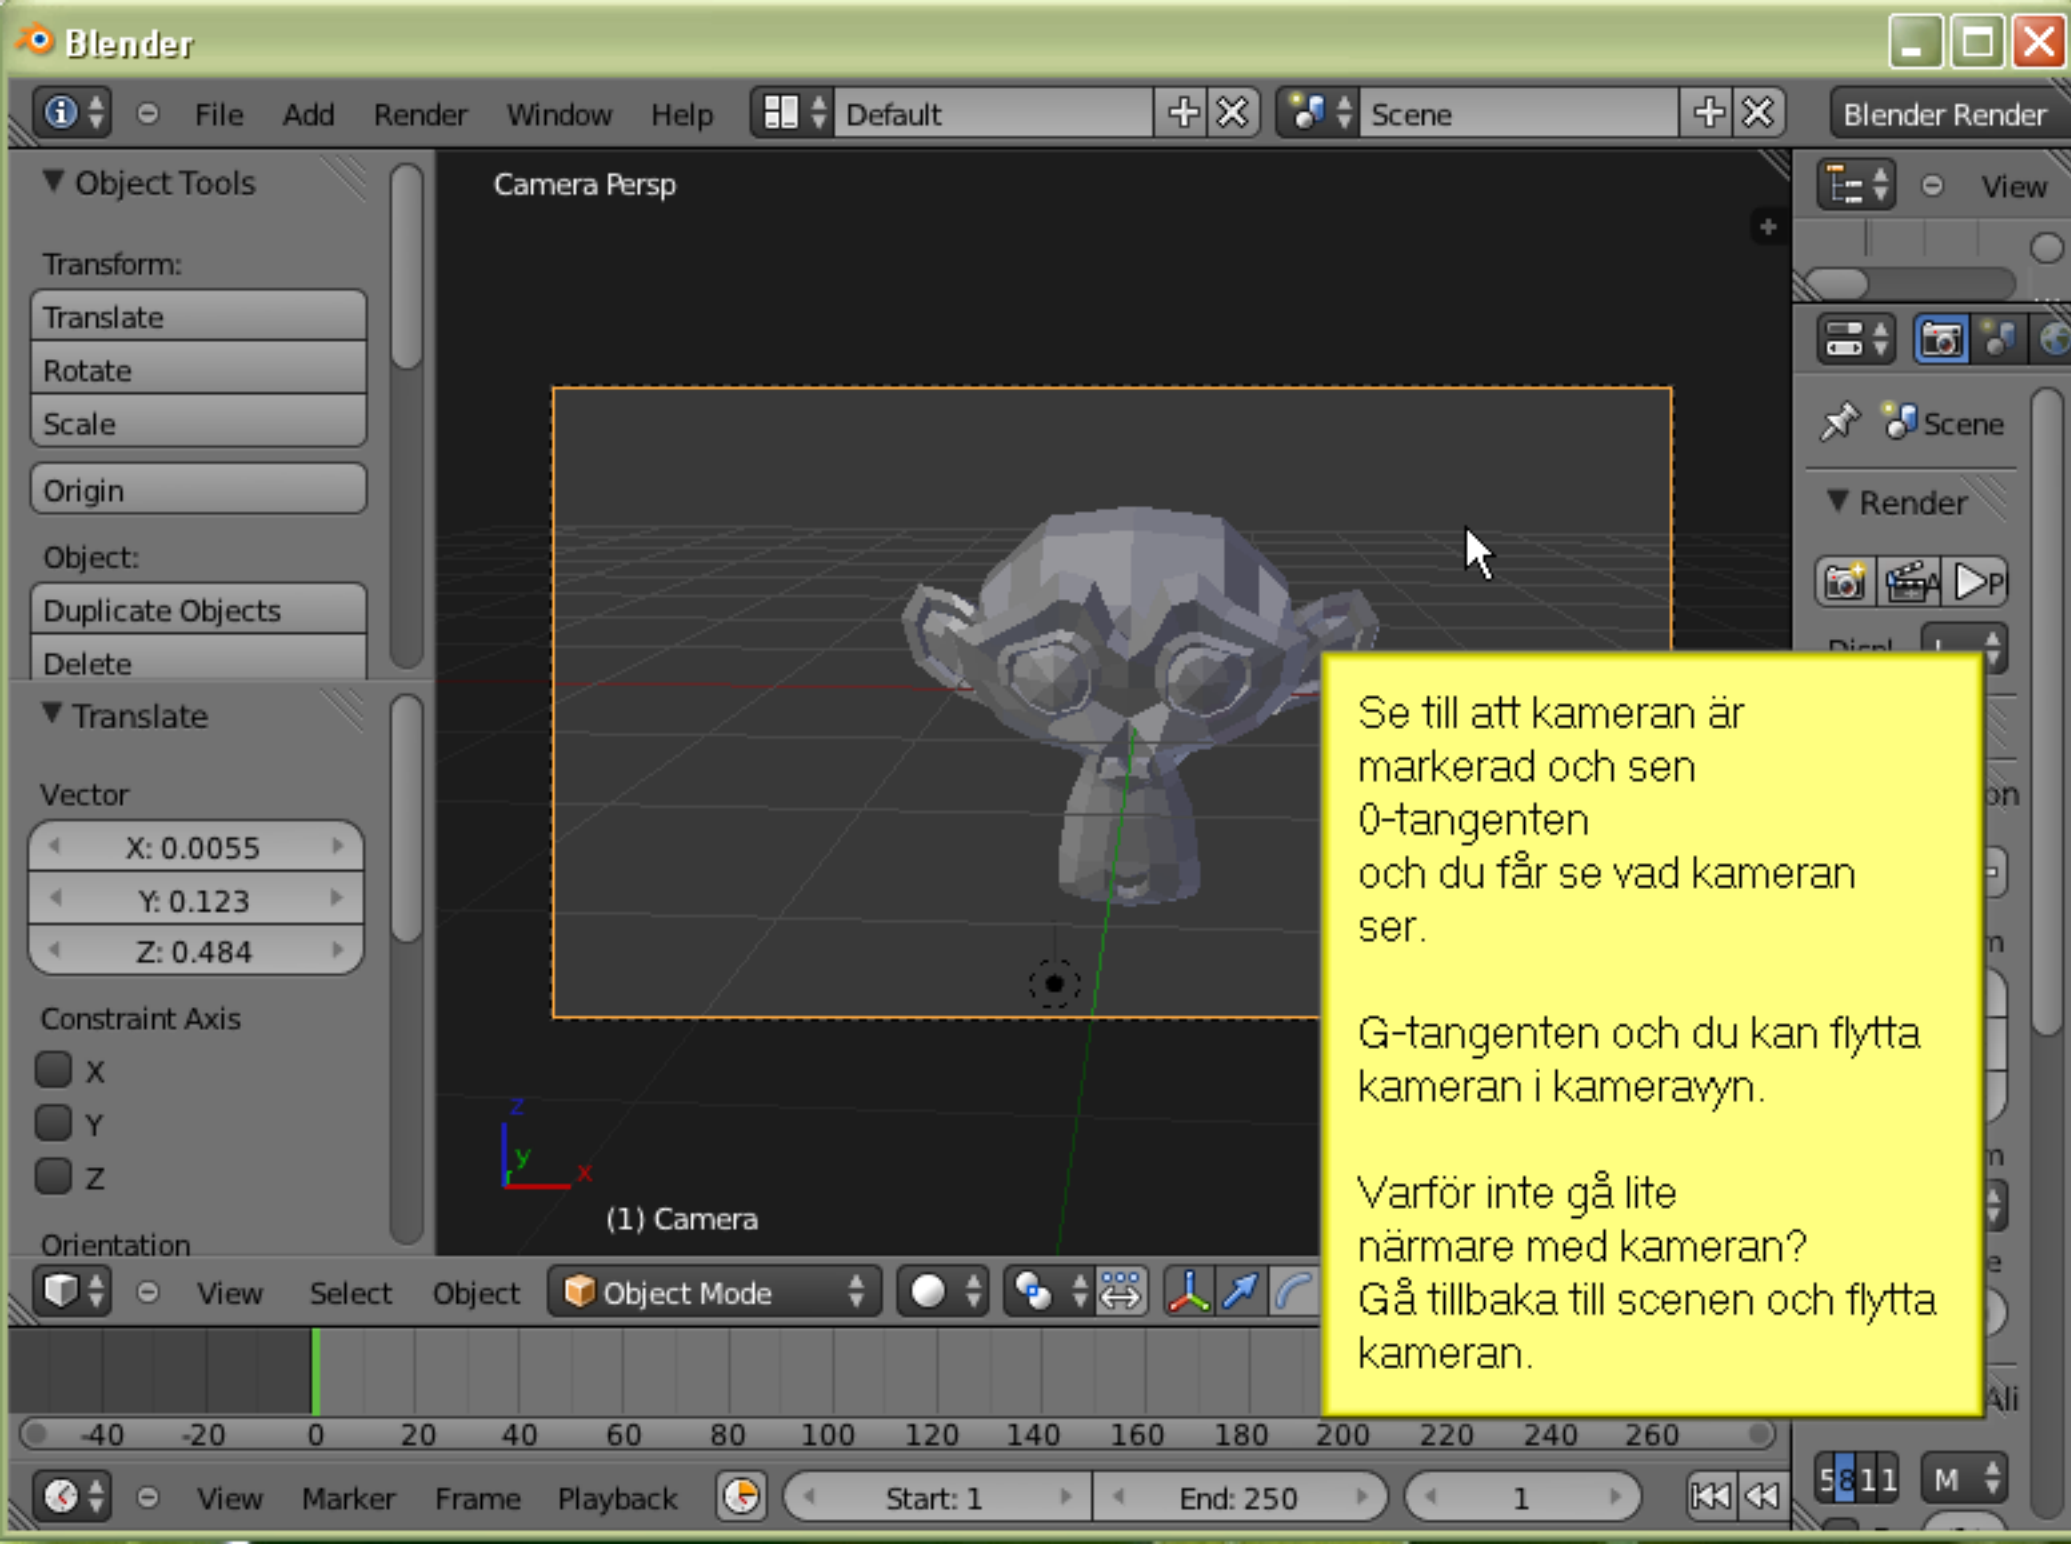 Blender
File Add Render Window Help Default Scene Blender Render
Object Tools
Transform:
Translate
Rotate
Scale
Origin
Object:
Duplicate Objects
Delete
Translate
Vector
X: 0.0055
Y: 0.123
Z: 0.484
Constraint Axis
X
Y
Z
Orientation
Camera Persp
z
y
x
(1) Camera
View
Scene
Render
P
Se till att kameran är
markerad och sen
0-tangenten
och du får se vad kameran
ser.
G-tangenten och du kan flytta
kameran i kameravyn.
Varför inte gå lite
närmare med kameran?
Gå tillbaka till scenen och flytta
kameran.
View Select Object Object Mode
-40 -20 0 20 40 60 80 100 120 140 160 180 200 220 240 260
View Marker Frame Playback Start: 1 End: 250 1
5 8 11 M